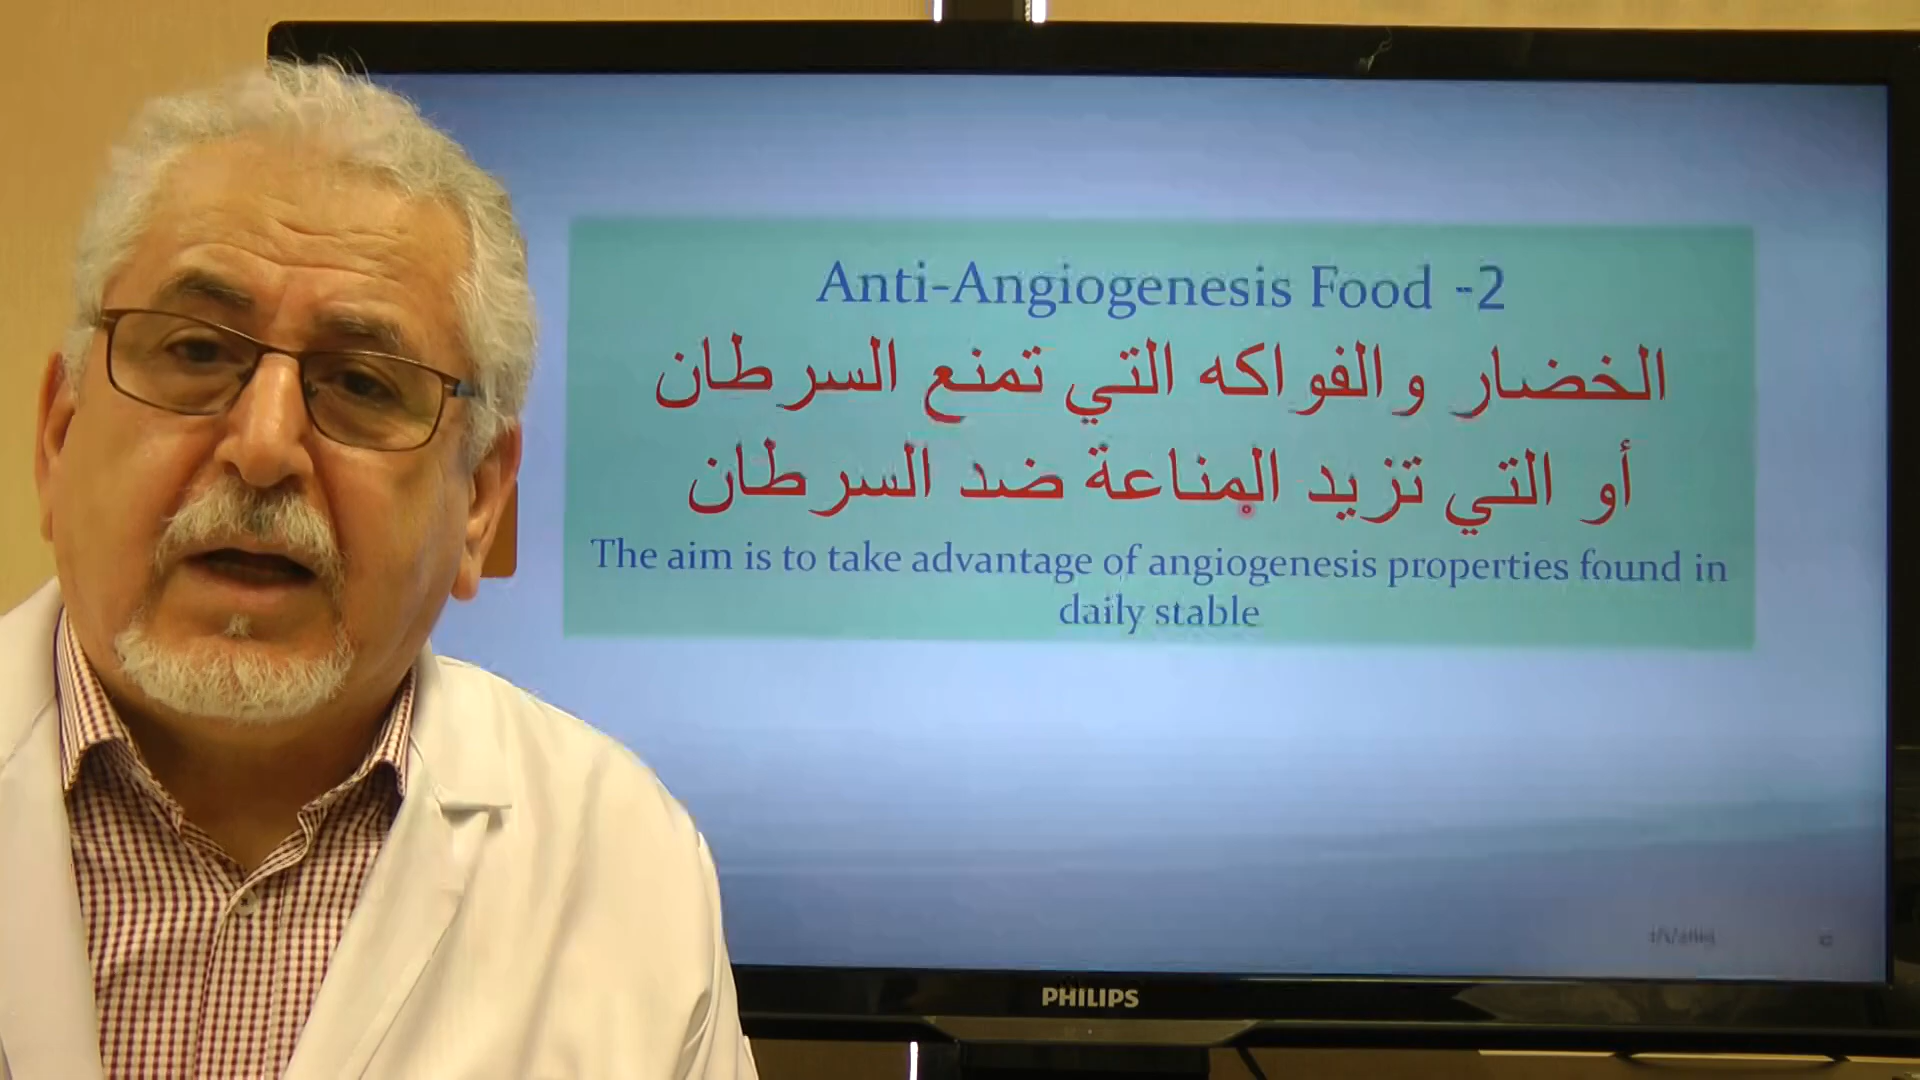 Anti-Angiogenesis Food -2
الخضار والفواكه التي تمنع السرطان
أو التي تزيد المناعة ضد السرطان
The aim is to take advantage of angiogenesis properties found in
daily stable
PHILIPS